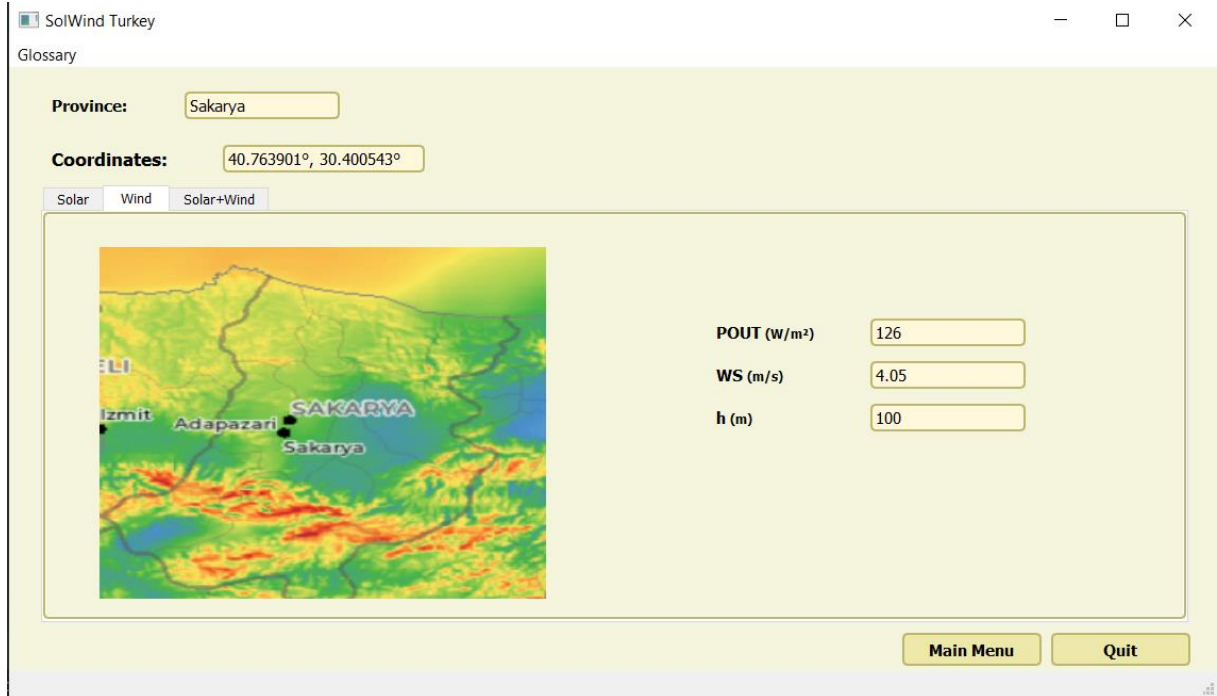 SolWind Turkey
Glossary
Province: Sakarya
Coordinates: 40.763901°, 30.400543°
Solar Wind Solar+Wind
ELI
Izmit
SAKARYA
Adapazari
Sakarya
POUT (W/m²) 126
WS (m/s) 4.05
h (m) 100
Main Menu Quit